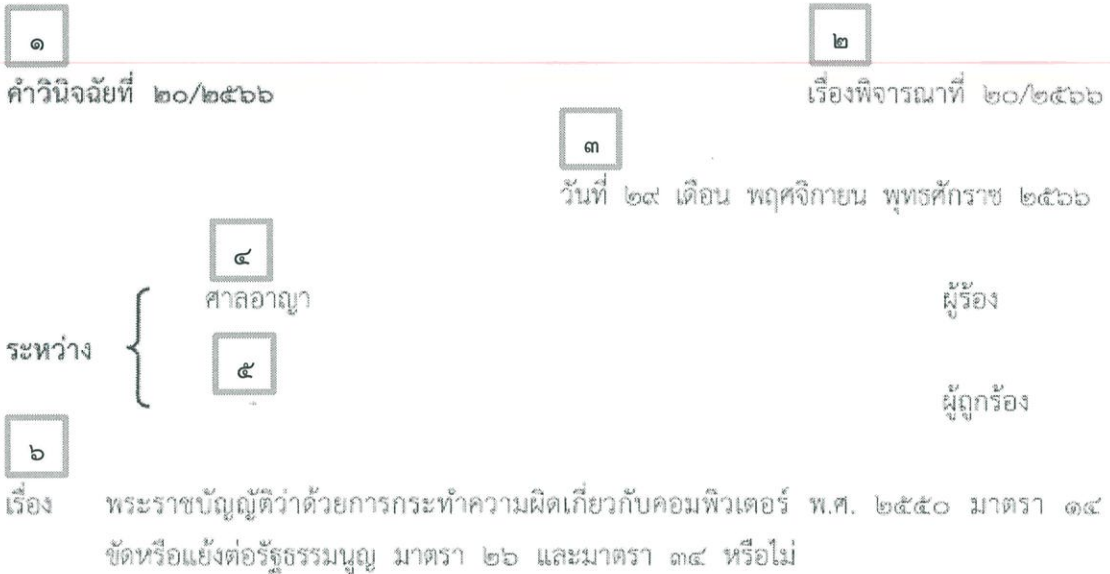 ๑ ๒
คำวินิจฉัยที่ ๒๐/๒๕๖๖ เรื่องพิจารณาที่ ๒๐/๒๕๖๖
๓
วันที่ ๒๙ เดือน พฤศจิกายน พุทธศักราช ๒๕๖๖
๔
ศาลอาญา ผู้ร้อง
ระหว่าง
๕
ผู้ถูกร้อง
๖
เรื่อง พระราชบัญญัติว่าด้วยการกระทำความผิดเกี่ยวกับคอมพิวเตอร์ พ.ศ. ๒๕๕๐ มาตรา ๑๔
ขัดหรือแย้งต่อรัฐธรรมนูญ มาตรา ๒๖ และมาตรา ๓๔ หรือไม่